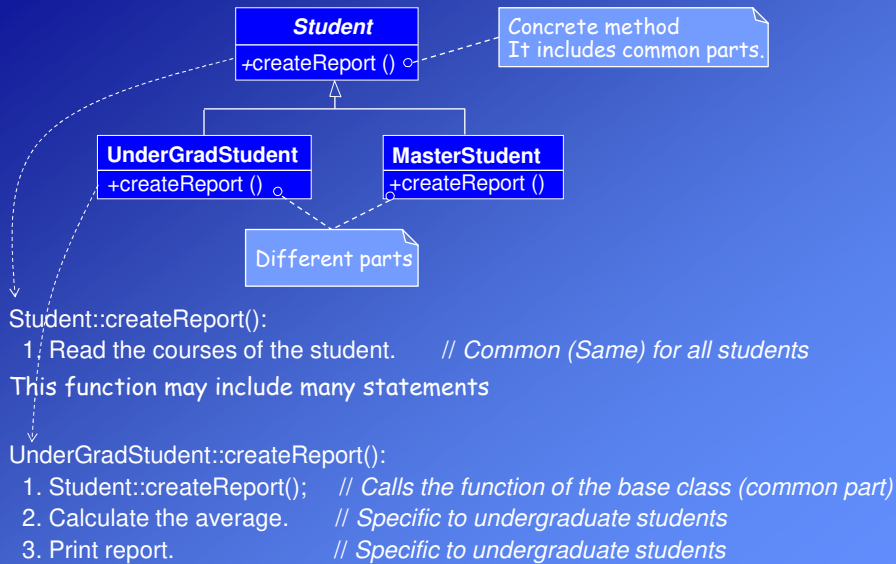 Student
+createReport ()
Concrete method
It includes common parts.
UnderGradStudent
+createReport ()
MasterStudent
+createReport ()
Different parts
Student::createReport():
1. Read the courses of the student. // Common (Same) for all students
This function may include many statements
UnderGradStudent::createReport():
1. Student::createReport(); // Calls the function of the base class (common part)
2. Calculate the average. // Specific to undergraduate students
3. Print report. // Specific to undergraduate students